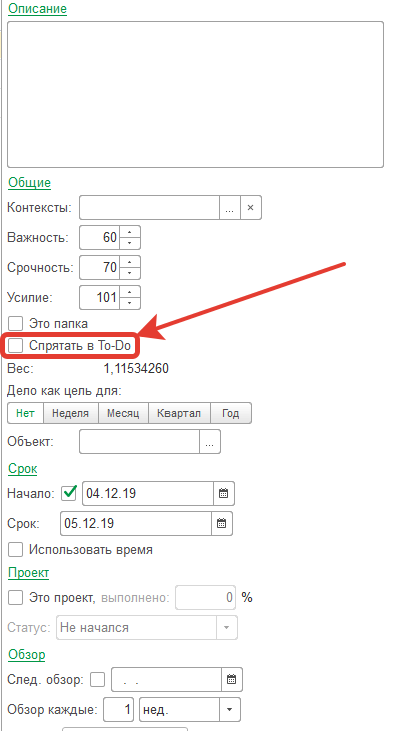 Описание
Общие
Контексты: ... ×
Важность: 60
Срочность: 70
Усилие: 101
Это папка
Спрятать в To-Do
Вес: 1,11534260
Дело как цель для:
Нет Неделя Месяц Квартал Год
Объект: ...
Срок
Начало: 04.12.19
Срок: 05.12.19
Использовать время
Проект
Это проект, выполнено: 0 %
Статус: Не начался
Обзор
След. обзор: . .
Обзор каждые: 1 нед.